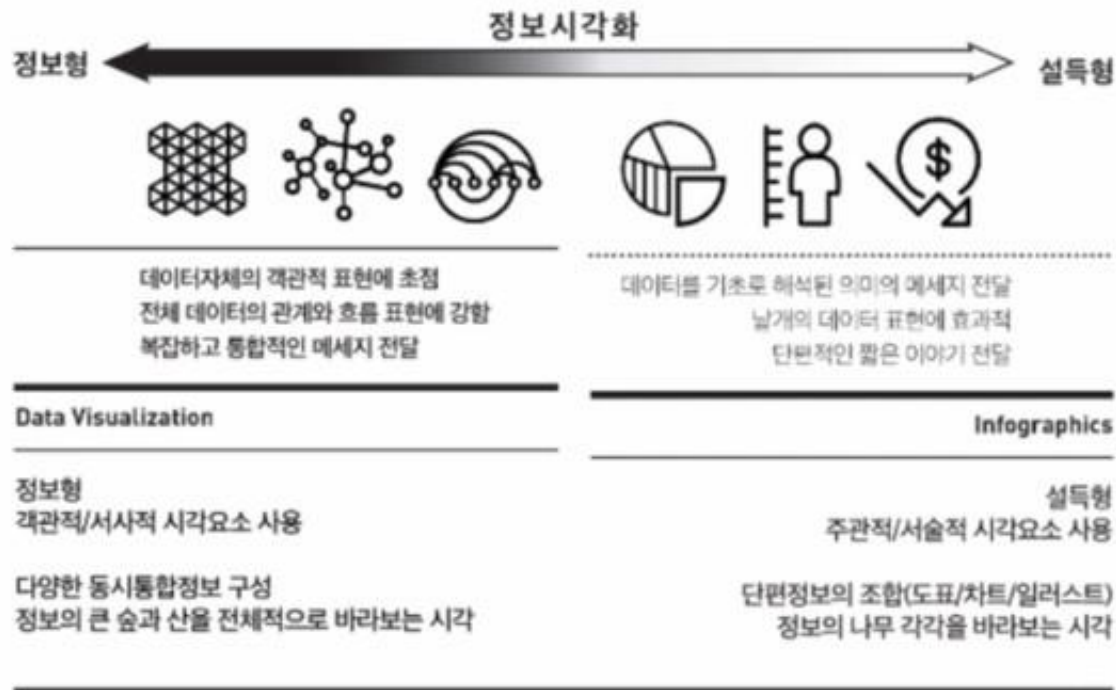 정보시각화
정보형
설득형
$
데이터자체의 객관적 표현에 초점
전체 데이터의 관계와 흐름 표현에 강함
복잡하고 통합적인 메세지 전달
데이터를 기초로 해석된 의미의 메세지 전달
낱개의 데이터 표현에 효과적
단편적인 짧은 이야기 전달
Data Visualization
Infographics
정보형
객관적/서사적 시각요소 사용
다양한 동시통합정보 구성
정보의 큰 숲과 산을 전체적으로 바라보는 시각
설득형
주관적/서술적 시각요소 사용
단편정보의 조합(도표/차트/일러스트)
정보의 나무 각각을 바라보는 시각